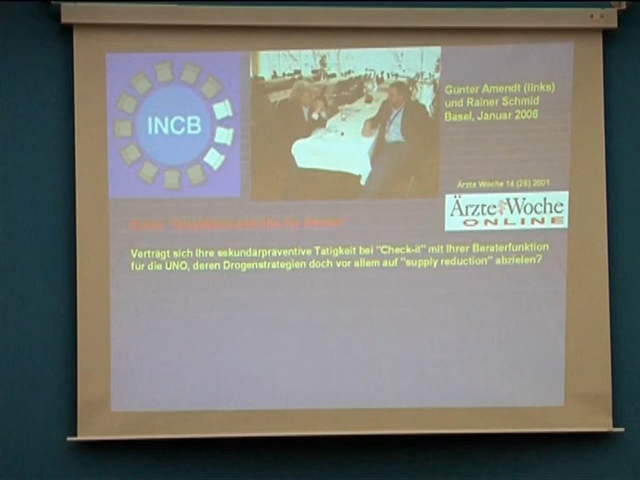 INCB
Gunter Amendt (links)
und Rainer Schmid
Basel, Januar 2006
Ärzte Woche 14 (26) 2001
Ärzte Woche
ONLINE
Verträgt sich Ihre sekundärpräventive Tätigkeit bei "Check-it" mit Ihrer Beraterfunktion
für die UNO, deren Drogenstrategien doch vor allem auf "supply reduction" abzielen?